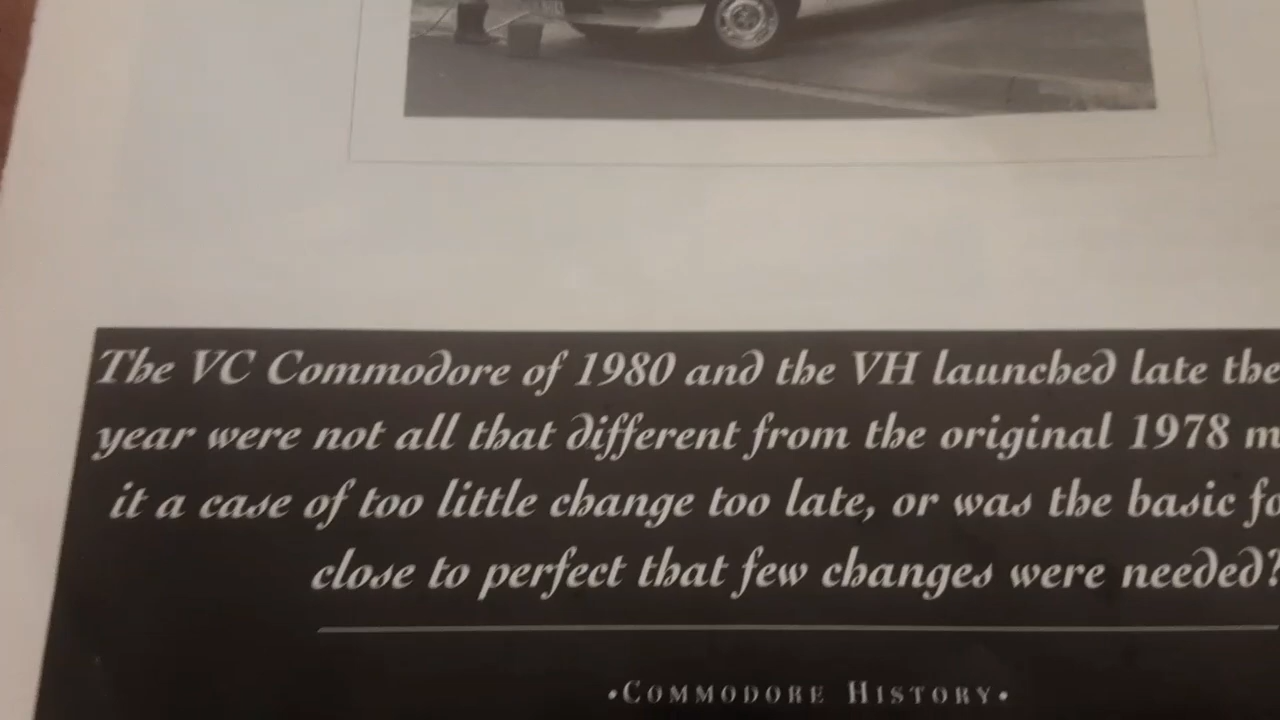 The VC Commodore of 1980 and the VH launched late the
year were not all that different from the original 1978 m
it a case of too little change too late, or was the basic fo
close to perfect that few changes were needed?
•COMMODORE HISTORY•